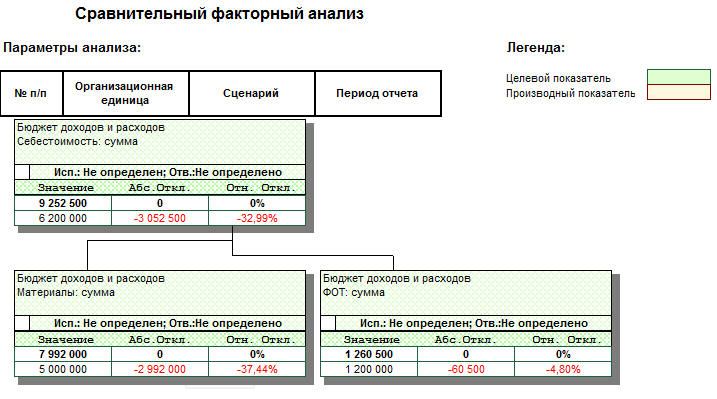 Сравнительный факторный анализ
Параметры анализа:
Легенда:
Целевой показатель
Производный показатель
№ п/п
Организационная
единица
Сценарий
Период отчета
Бюджет доходов и расходов
Себестоимость: сумма
Исп.: Не определен; Отв.:Не определено
Значение Абс.Откл. Отн. Откл.
9 252 500 0 0%
6 200 000 -3 052 500 -32,99%
Бюджет доходов и расходов
Материалы: сумма
Исп.: Не определен; Отв.:Не определено
Значение Абс.Откл. Отн. Откл.
7 992 000 0 0%
5 000 000 -2 992 000 -37,44%
Бюджет доходов и расходов
ФОТ: сумма
Исп.: Не определен; Отв.:Не определено
Значение Абс.Откл. Отн. Откл.
1 260 500 0 0%
1 200 000 -60 500 -4,80%